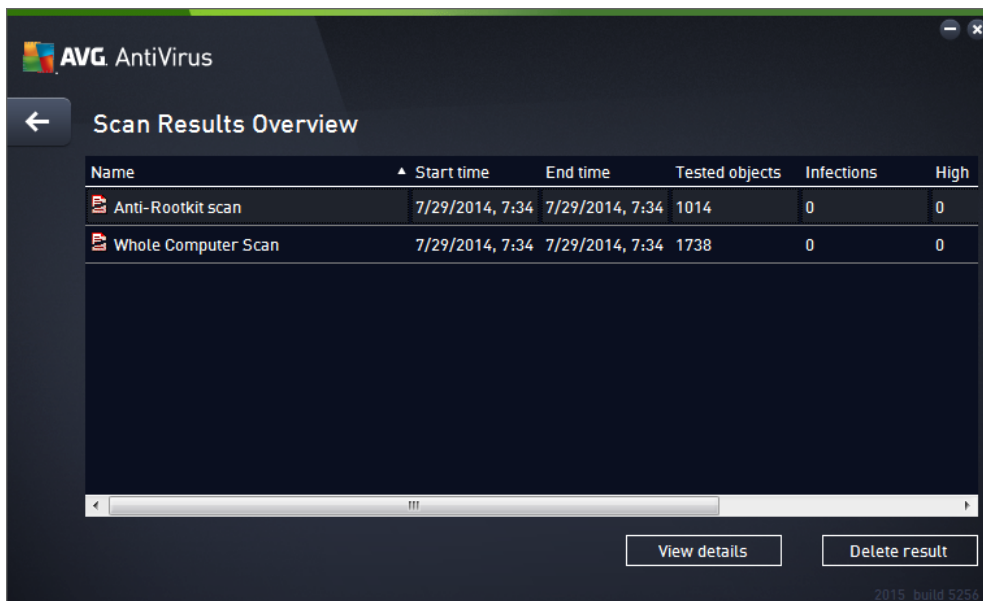 AVG. AntiVirus
Scan Results Overview
Name Start time End time Tested objects Infections High
Anti-Rootkit scan 7/29/2014, 7:34 7/29/2014, 7:34 1014 0 0
Whole Computer Scan 7/29/2014, 7:34 7/29/2014, 7:34 1738 0 0
View details Delete result
2015 build 5256